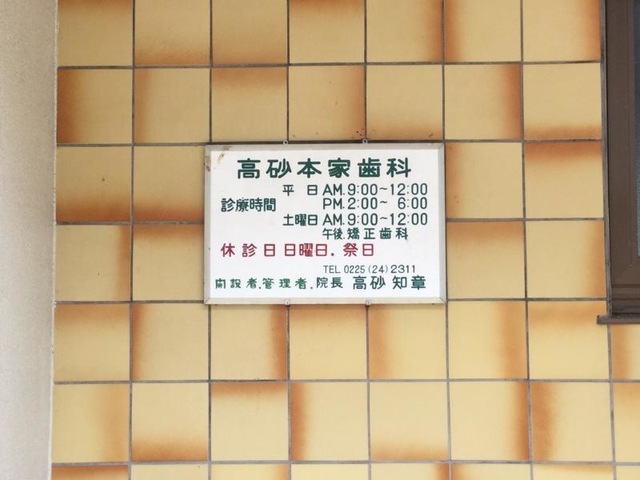 高砂本家歯科
平日 AM.9:00~12:00
診療時間 PM.2:00~6:00
土曜日 AM.9:00~12:00
午後.矯正歯科
休診日 日曜日.祭日
TEL 0225(24)2311
開設者.管理者.院長 高砂知章